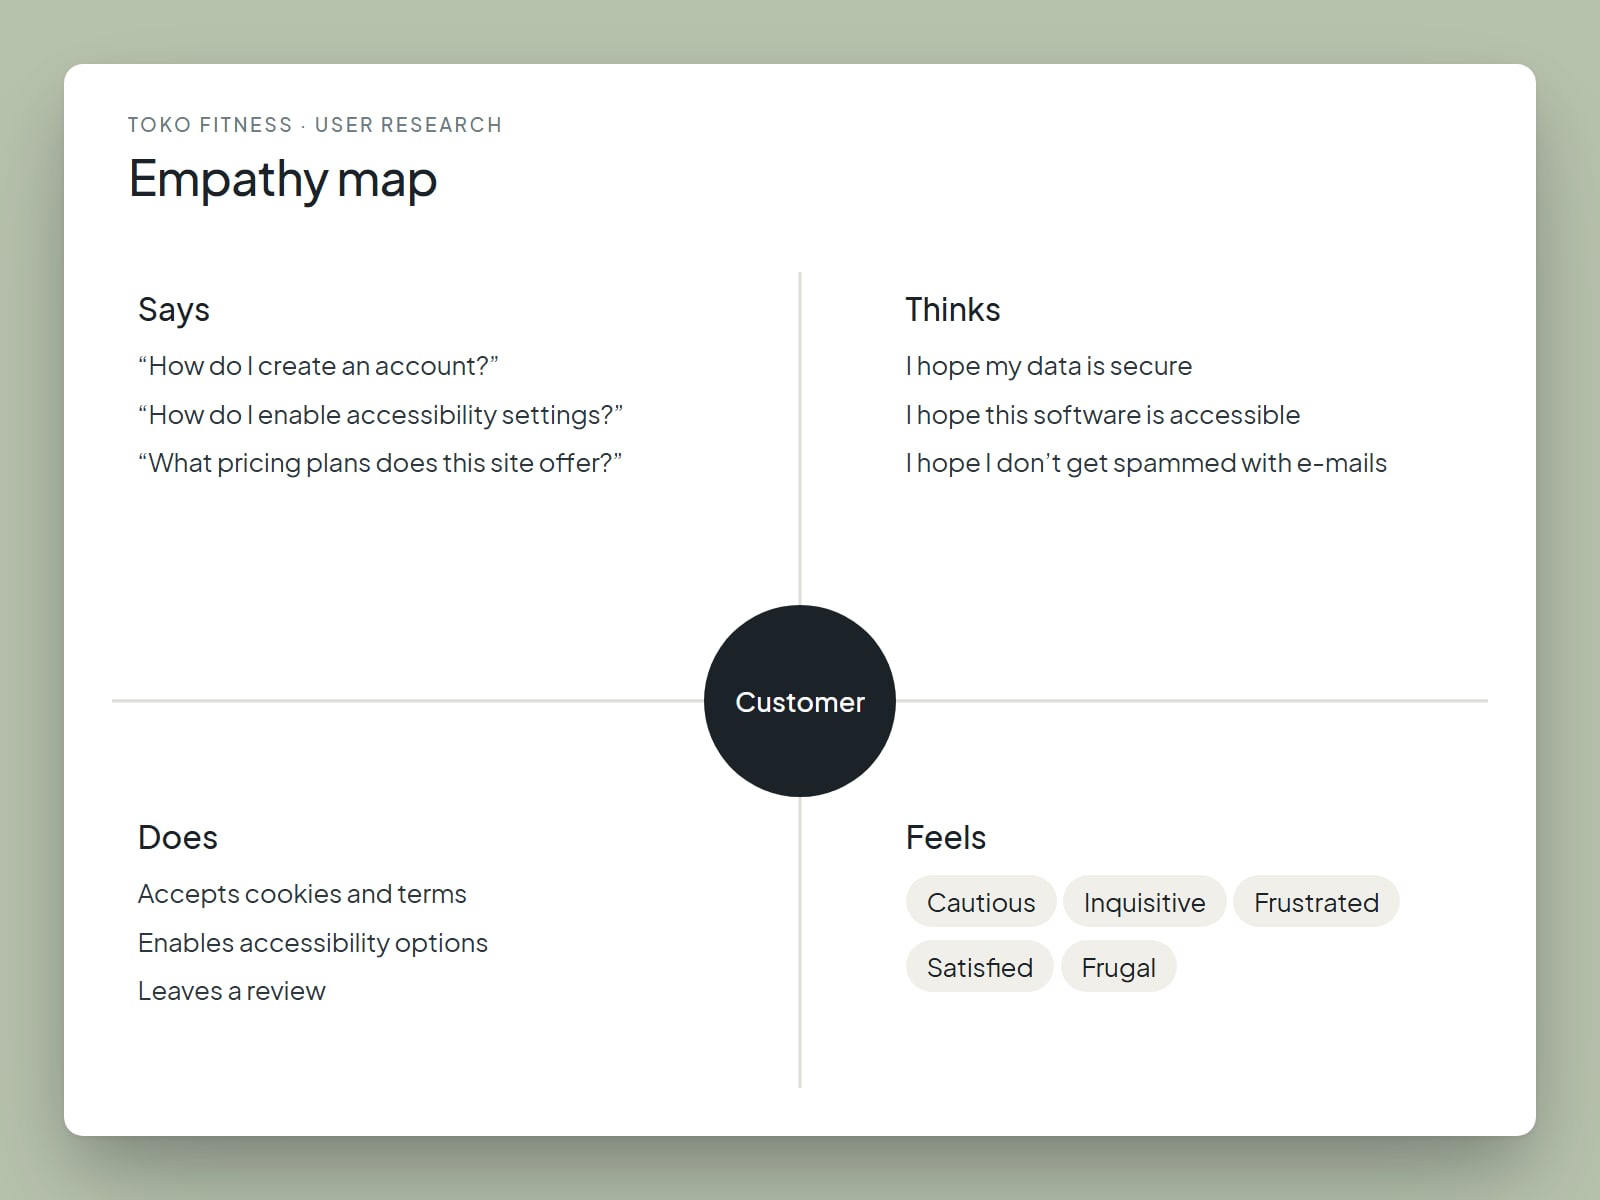 TOKO FITNESS · USER RESEARCH
Empathy map
Says
“How do I create an account?”
“How do I enable accessibility settings?”
“What pricing plans does this site offer?”
Thinks
I hope my data is secure
I hope this software is accessible
I hope I don’t get spammed with e-mails
Customer
Does
Accepts cookies and terms
Enables accessibility options
Leaves a review
Feels
Cautious Inquisitive Frustrated
Satisfied Frugal